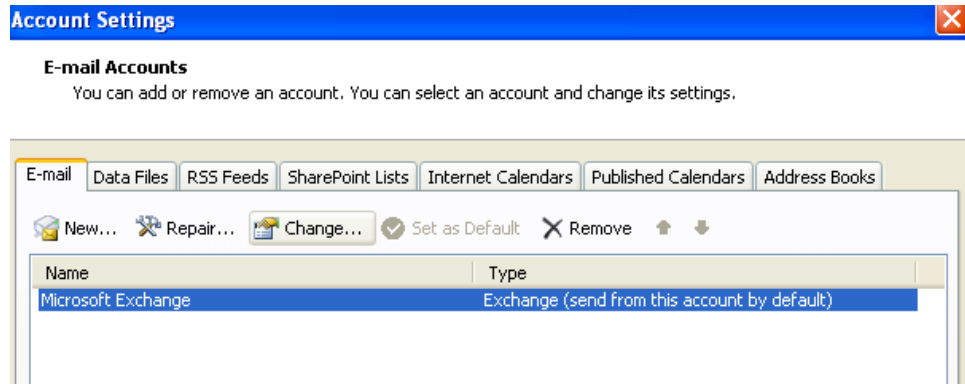 Account Settings
E-mail Accounts
You can add or remove an account. You can select an account and change its settings.
E-mail Data Files RSS Feeds SharePoint Lists Internet Calendars Published Calendars Address Books
New... Repair... Change... Set as Default Remove
Name Type
Microsoft Exchange Exchange (send from this account by default)